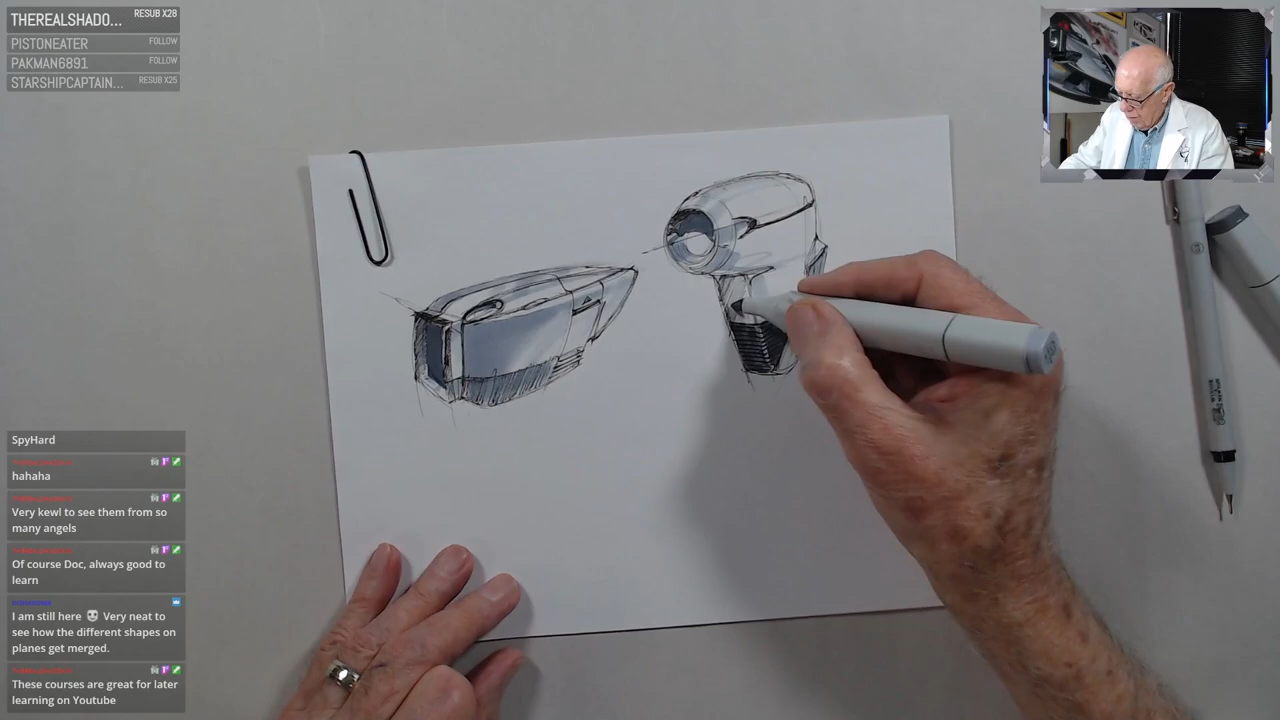 THEREALSHADO... RESUB X28
PISTONEATER FOLLOW
PAKMAN6891 FOLLOW
STARSHIPCAPTAIN... RESUB X25
SpyHard
hahaha
Very kewl to see them from so
many angels
Of course Doc, always good to
learn
I am still here Very neat to
see how the different shapes on
planes get merged.
These courses are great for later
learning on Youtube